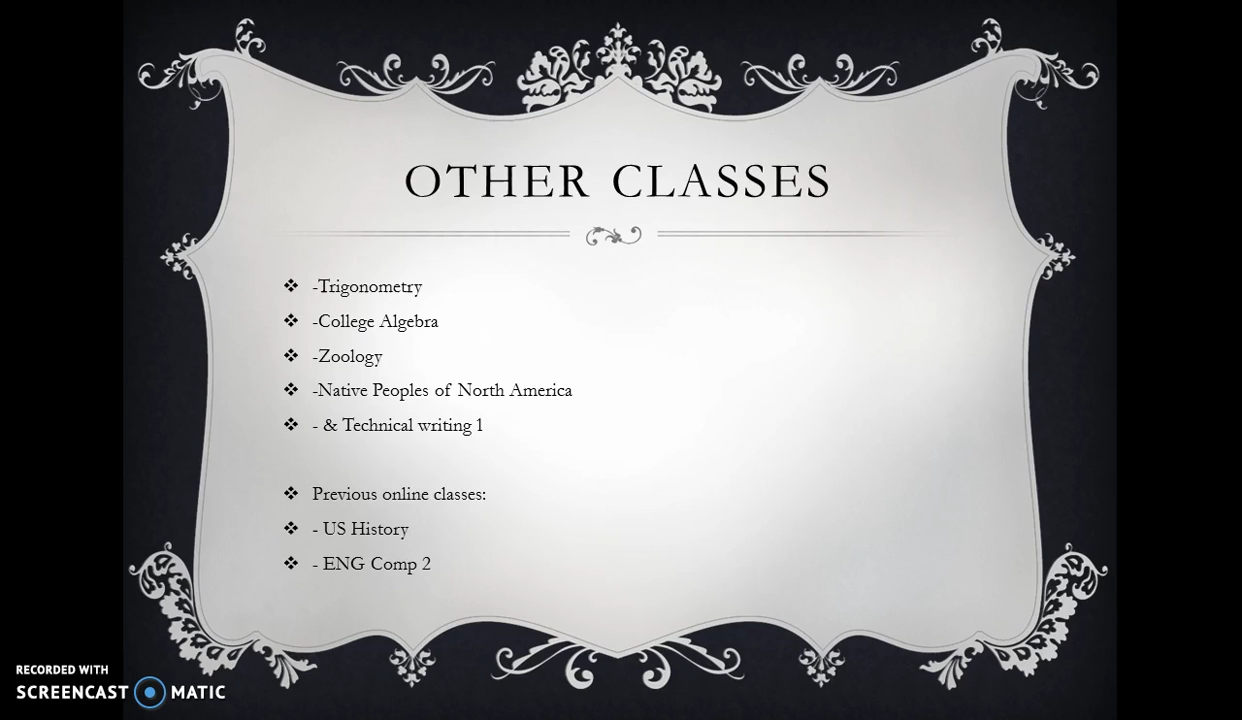 OTHER CLASSES
❖ -Trigonometry
❖ -College Algebra
❖ -Zoology
❖ -Native Peoples of North America
❖ - & Technical writing 1
❖ Previous online classes:
❖ - US History
❖ - ENG Comp 2
RECORDED WITH
SCREENCAST MATIC